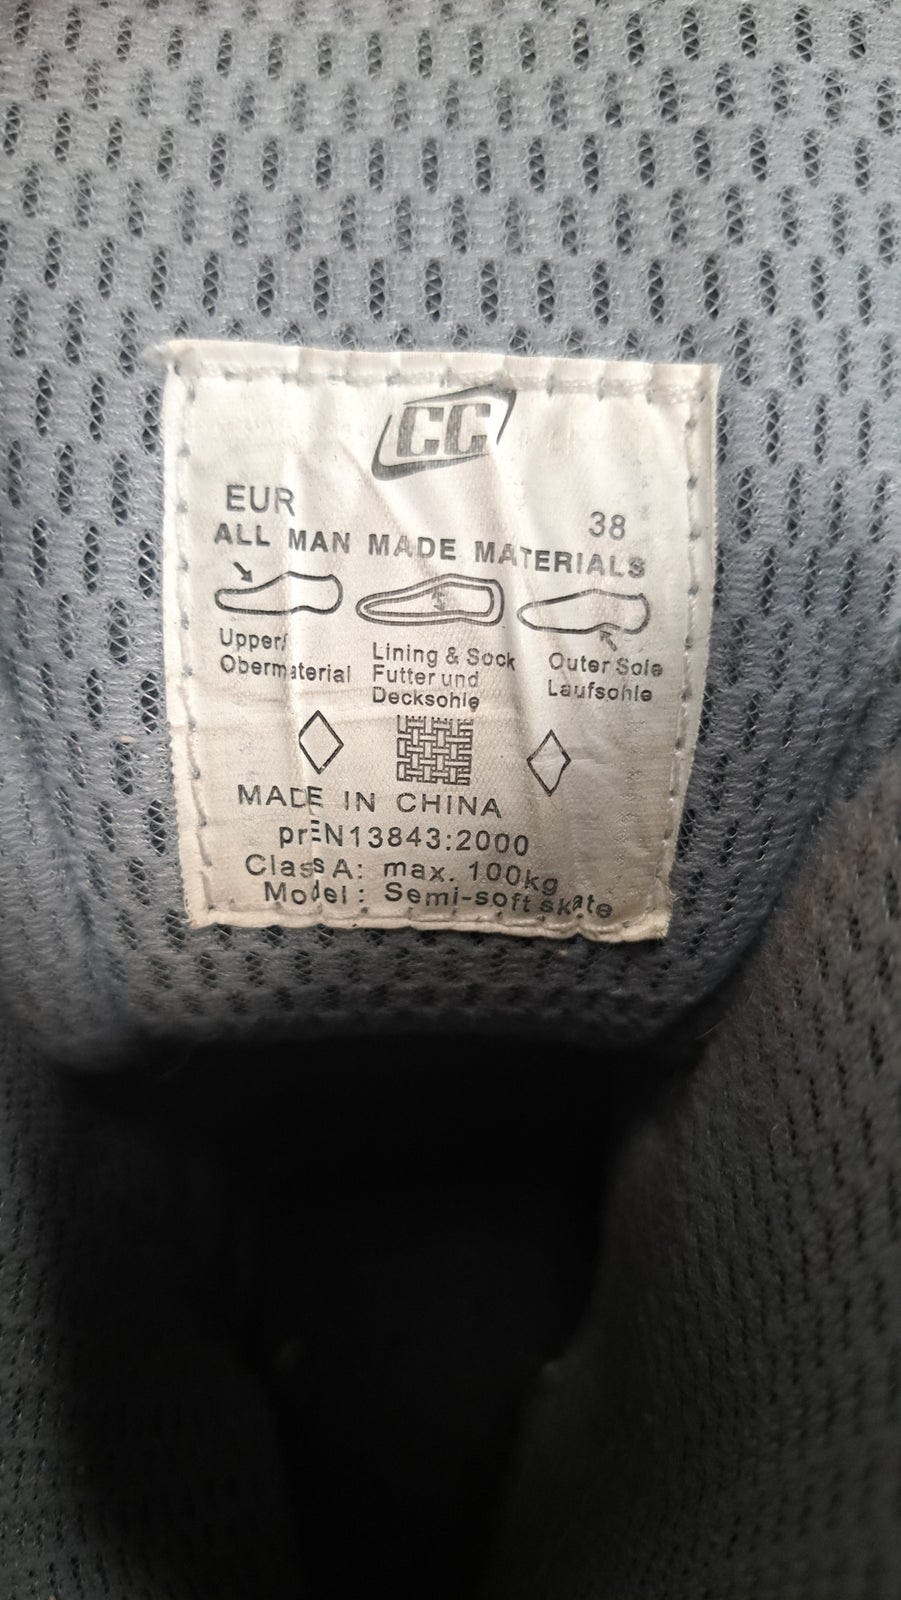 CC
EUR 38
ALL MAN MADE MATERIALS
Upper/ Obermaterial
Lining & Sock Futter und Decksohle
Outer Sole Laufsohle
MADE IN CHINA
prEN13843:2000
Class A: max. 100kg
Model: Semi-soft skate